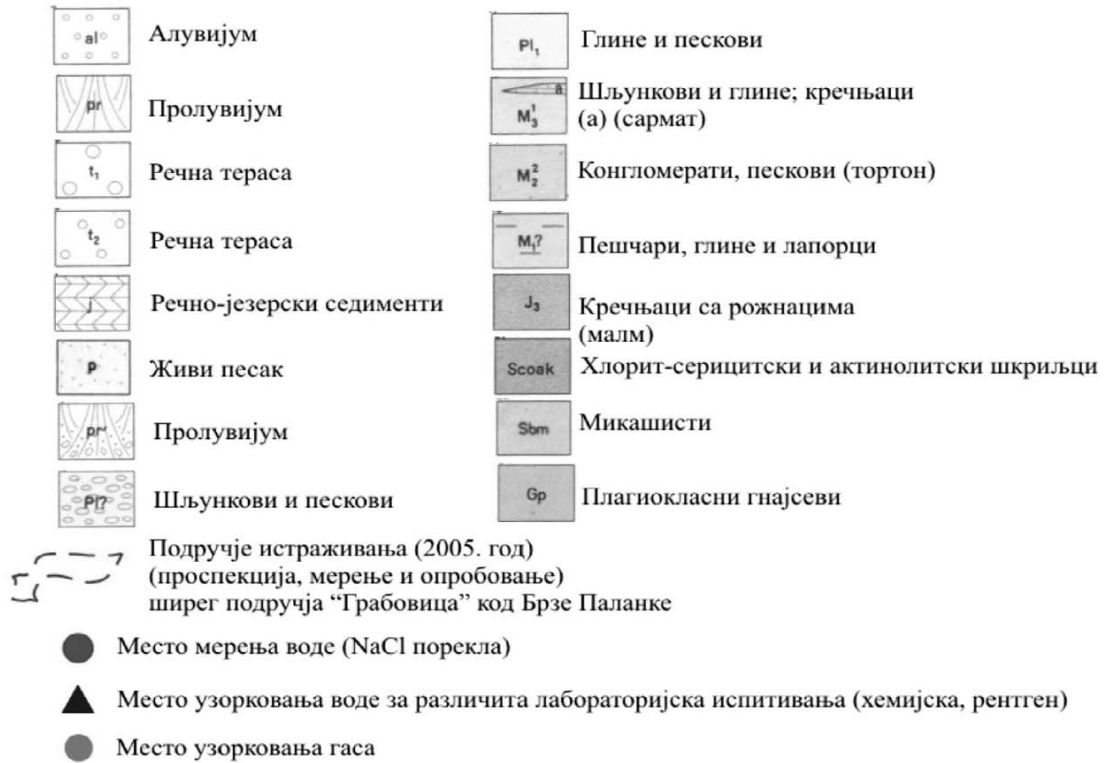 al Алувијум
pr Пролувијум
t₁ Речна тераса
t₂ Речна тераса
j Речно-језерски седименти
p Живи песак
pr' Пролувијум
Pl? Шљункови и пескови
Pl₁ Глине и пескови
a
M₃¹ Шљункови и глине; кречњаци
(а) (сармат)
M₂² Конгломерати, пескови (тортон)
M₁? Пешчари, глине и лапорци
J₃ Кречњаци са рожнацима
(малм)
Scoak Хлорит-серицитски и актинолитски шкриљци
Sbm Микашисти
Gp Плагиокласни гнајсеви
Подручје истраживања (2005. год)
(проспекција, мерење и опробовање)
ширег подручја “Грабовица” код Брзе Паланке
Место мерења воде (NaCl порекла)
Место узорковања воде за различита лабораторијска испитивања (хемијска, рентген)
Место узорковања гаса